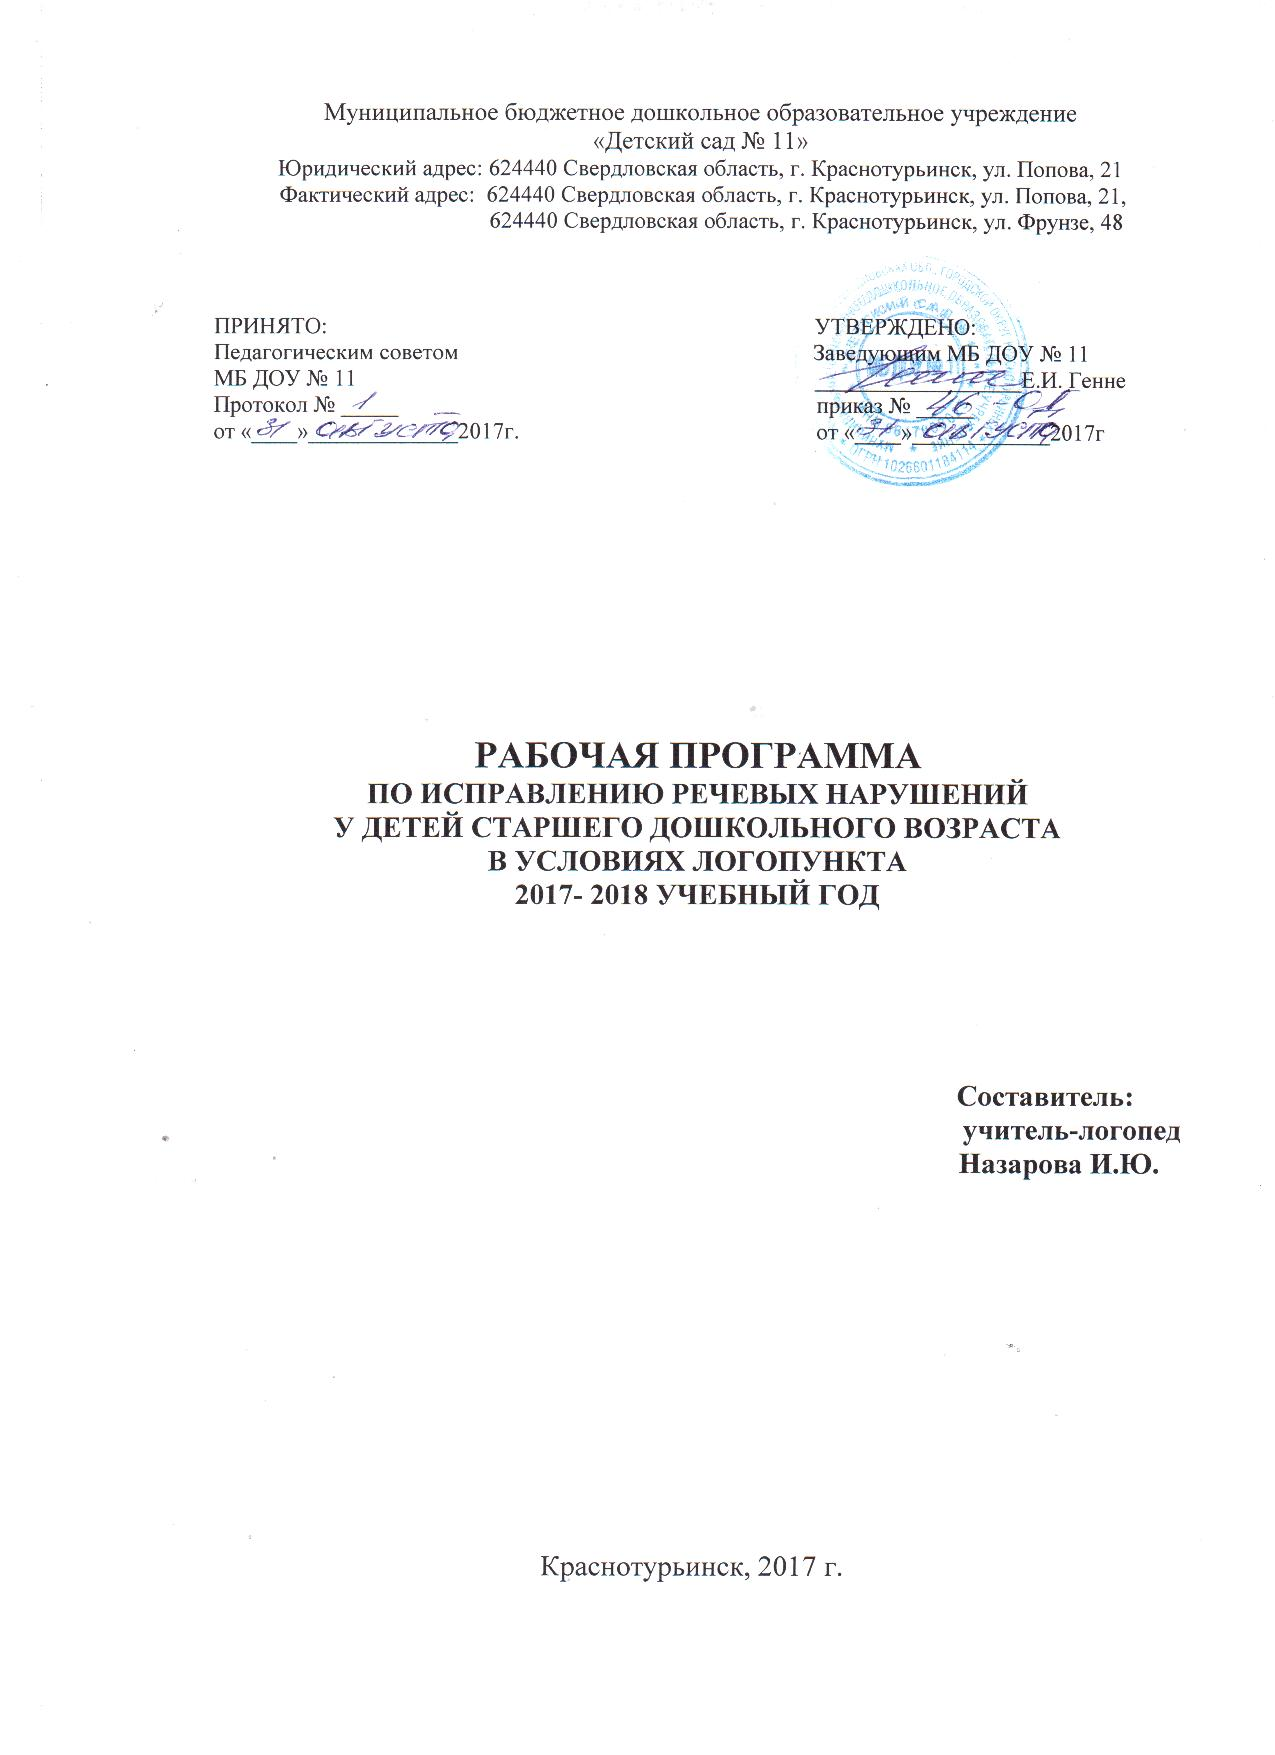 Муниципальное бюджетное дошкольное образовательное учреждение
«Детский сад № 11»
Юридический адрес: 624440 Свердловская область, г. Краснотурьинск, ул. Попова, 21
Фактический адрес: 624440 Свердловская область, г. Краснотурьинск, ул. Попова, 21,
624440 Свердловская область, г. Краснотурьинск, ул. Фрунзе, 48
ПРИНЯТО:
Педагогическим советом
МБ ДОУ № 11
Протокол № 1
от «31» августа 2017г.
УТВЕРЖДЕНО:
Заведующим МБ ДОУ № 11
Е.И. Генне
приказ № 46 - О
от «31» августа 2017г
ОГРН 1026601184114
РАБОЧАЯ ПРОГРАММА
ПО ИСПРАВЛЕНИЮ РЕЧЕВЫХ НАРУШЕНИЙ
У ДЕТЕЙ СТАРШЕГО ДОШКОЛЬНОГО ВОЗРАСТА
В УСЛОВИЯХ ЛОГОПУНКТА
2017- 2018 УЧЕБНЫЙ ГОД
Составитель:
учитель-логопед
Назарова И.Ю.
Краснотурьинск, 2017 г.